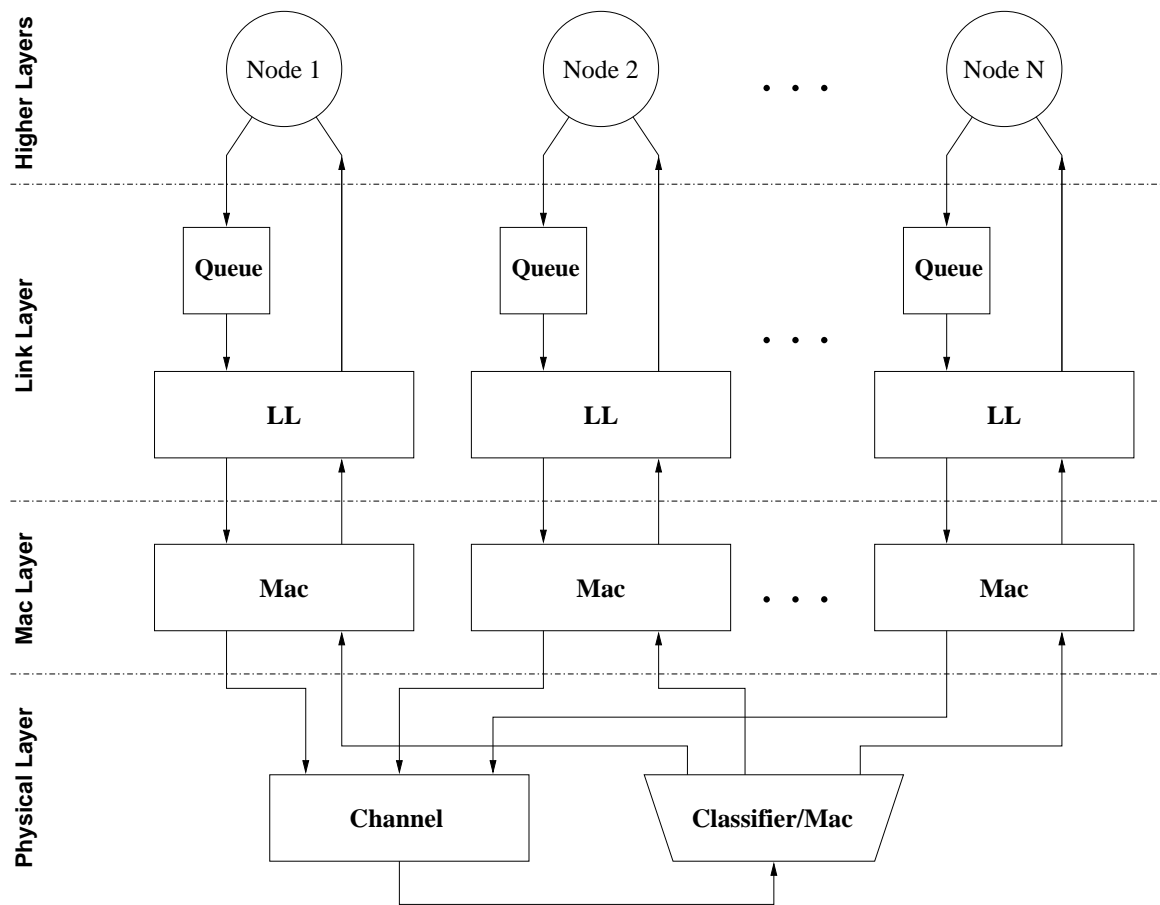 Higher Layers
Node 1
Node 2
. . .
Node N
Link Layer
Queue
Queue
Queue
. . .
LL
LL
LL
Mac Layer
Mac
Mac
. . .
Mac
Physical Layer
Channel
Classifier/Mac